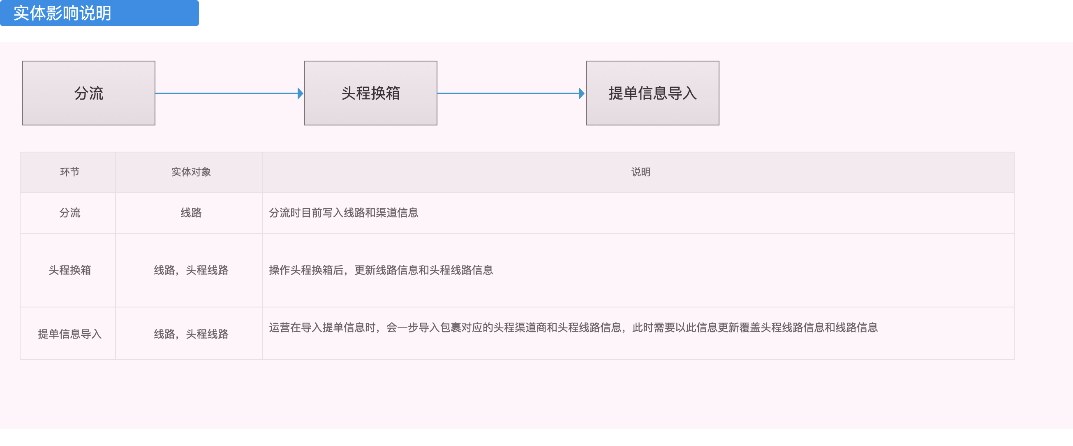 实体影响说明
分流
头程换箱
提单信息导入
环节 实体对象 说明
分流 线路 分流时目前写入线路和渠道信息
头程换箱 线路，头程线路 操作头程换箱后，更新线路信息和头程线路信息
提单信息导入 线路，头程线路 运营在导入提单信息时，会一步导入包裹对应的头程渠道商和头程线路信息，此时需要以此信息更新覆盖头程线路信息和线路信息